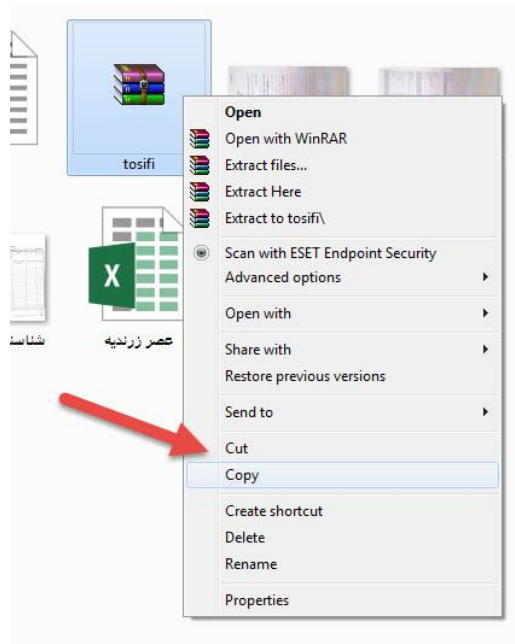 tosifi
Open
Open with WinRAR
Extract files...
Extract Here
Extract to tosifi\
Scan with ESET Endpoint Security
Advanced options
Open with
Share with
Restore previous versions
Send to
Cut
Copy
Create shortcut
Delete
Rename
Properties
X
عصر زرندیه